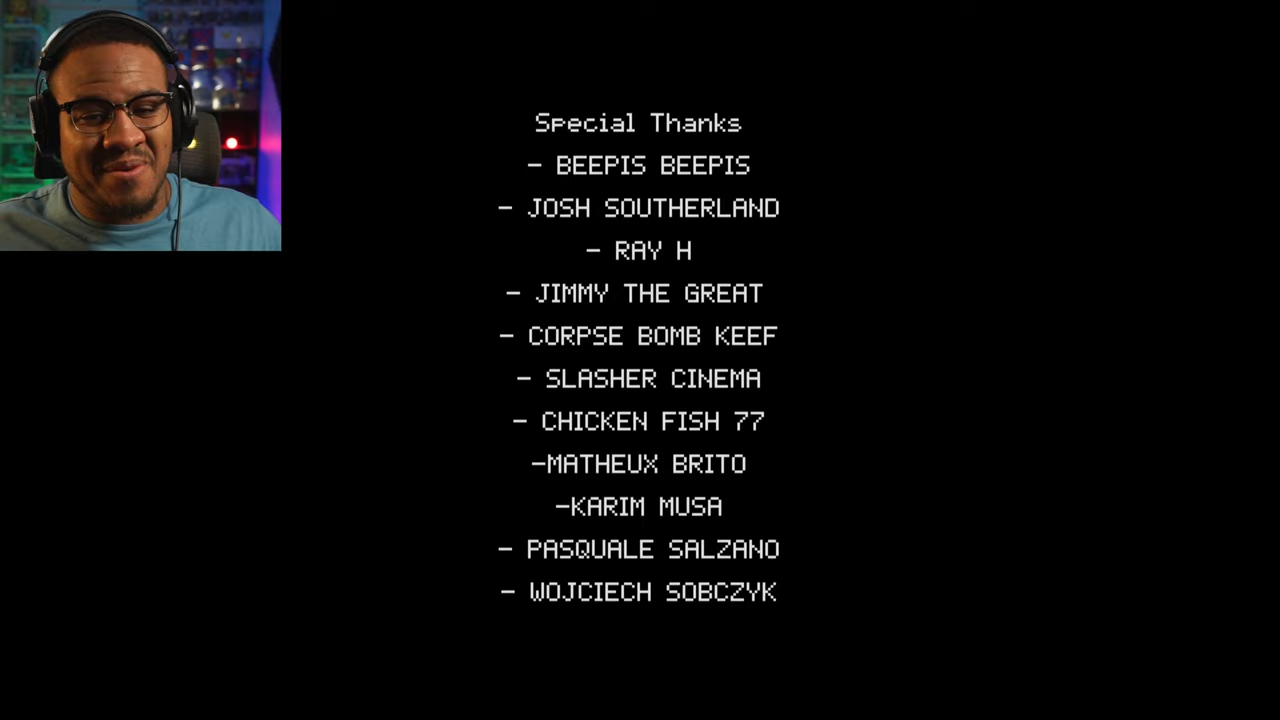 Special Thanks
- BEEPIS BEEPIS
- JOSH SOUTHERLAND
- RAY H
- JIMMY THE GREAT
- CORPSE BOMB KEEF
- SLASHER CINEMA
- CHICKEN FISH 77
-MATHEUX BRITO
-KARIM MUSA
- PASQUALE SALZANO
- WOJCIECH SOBCZYK